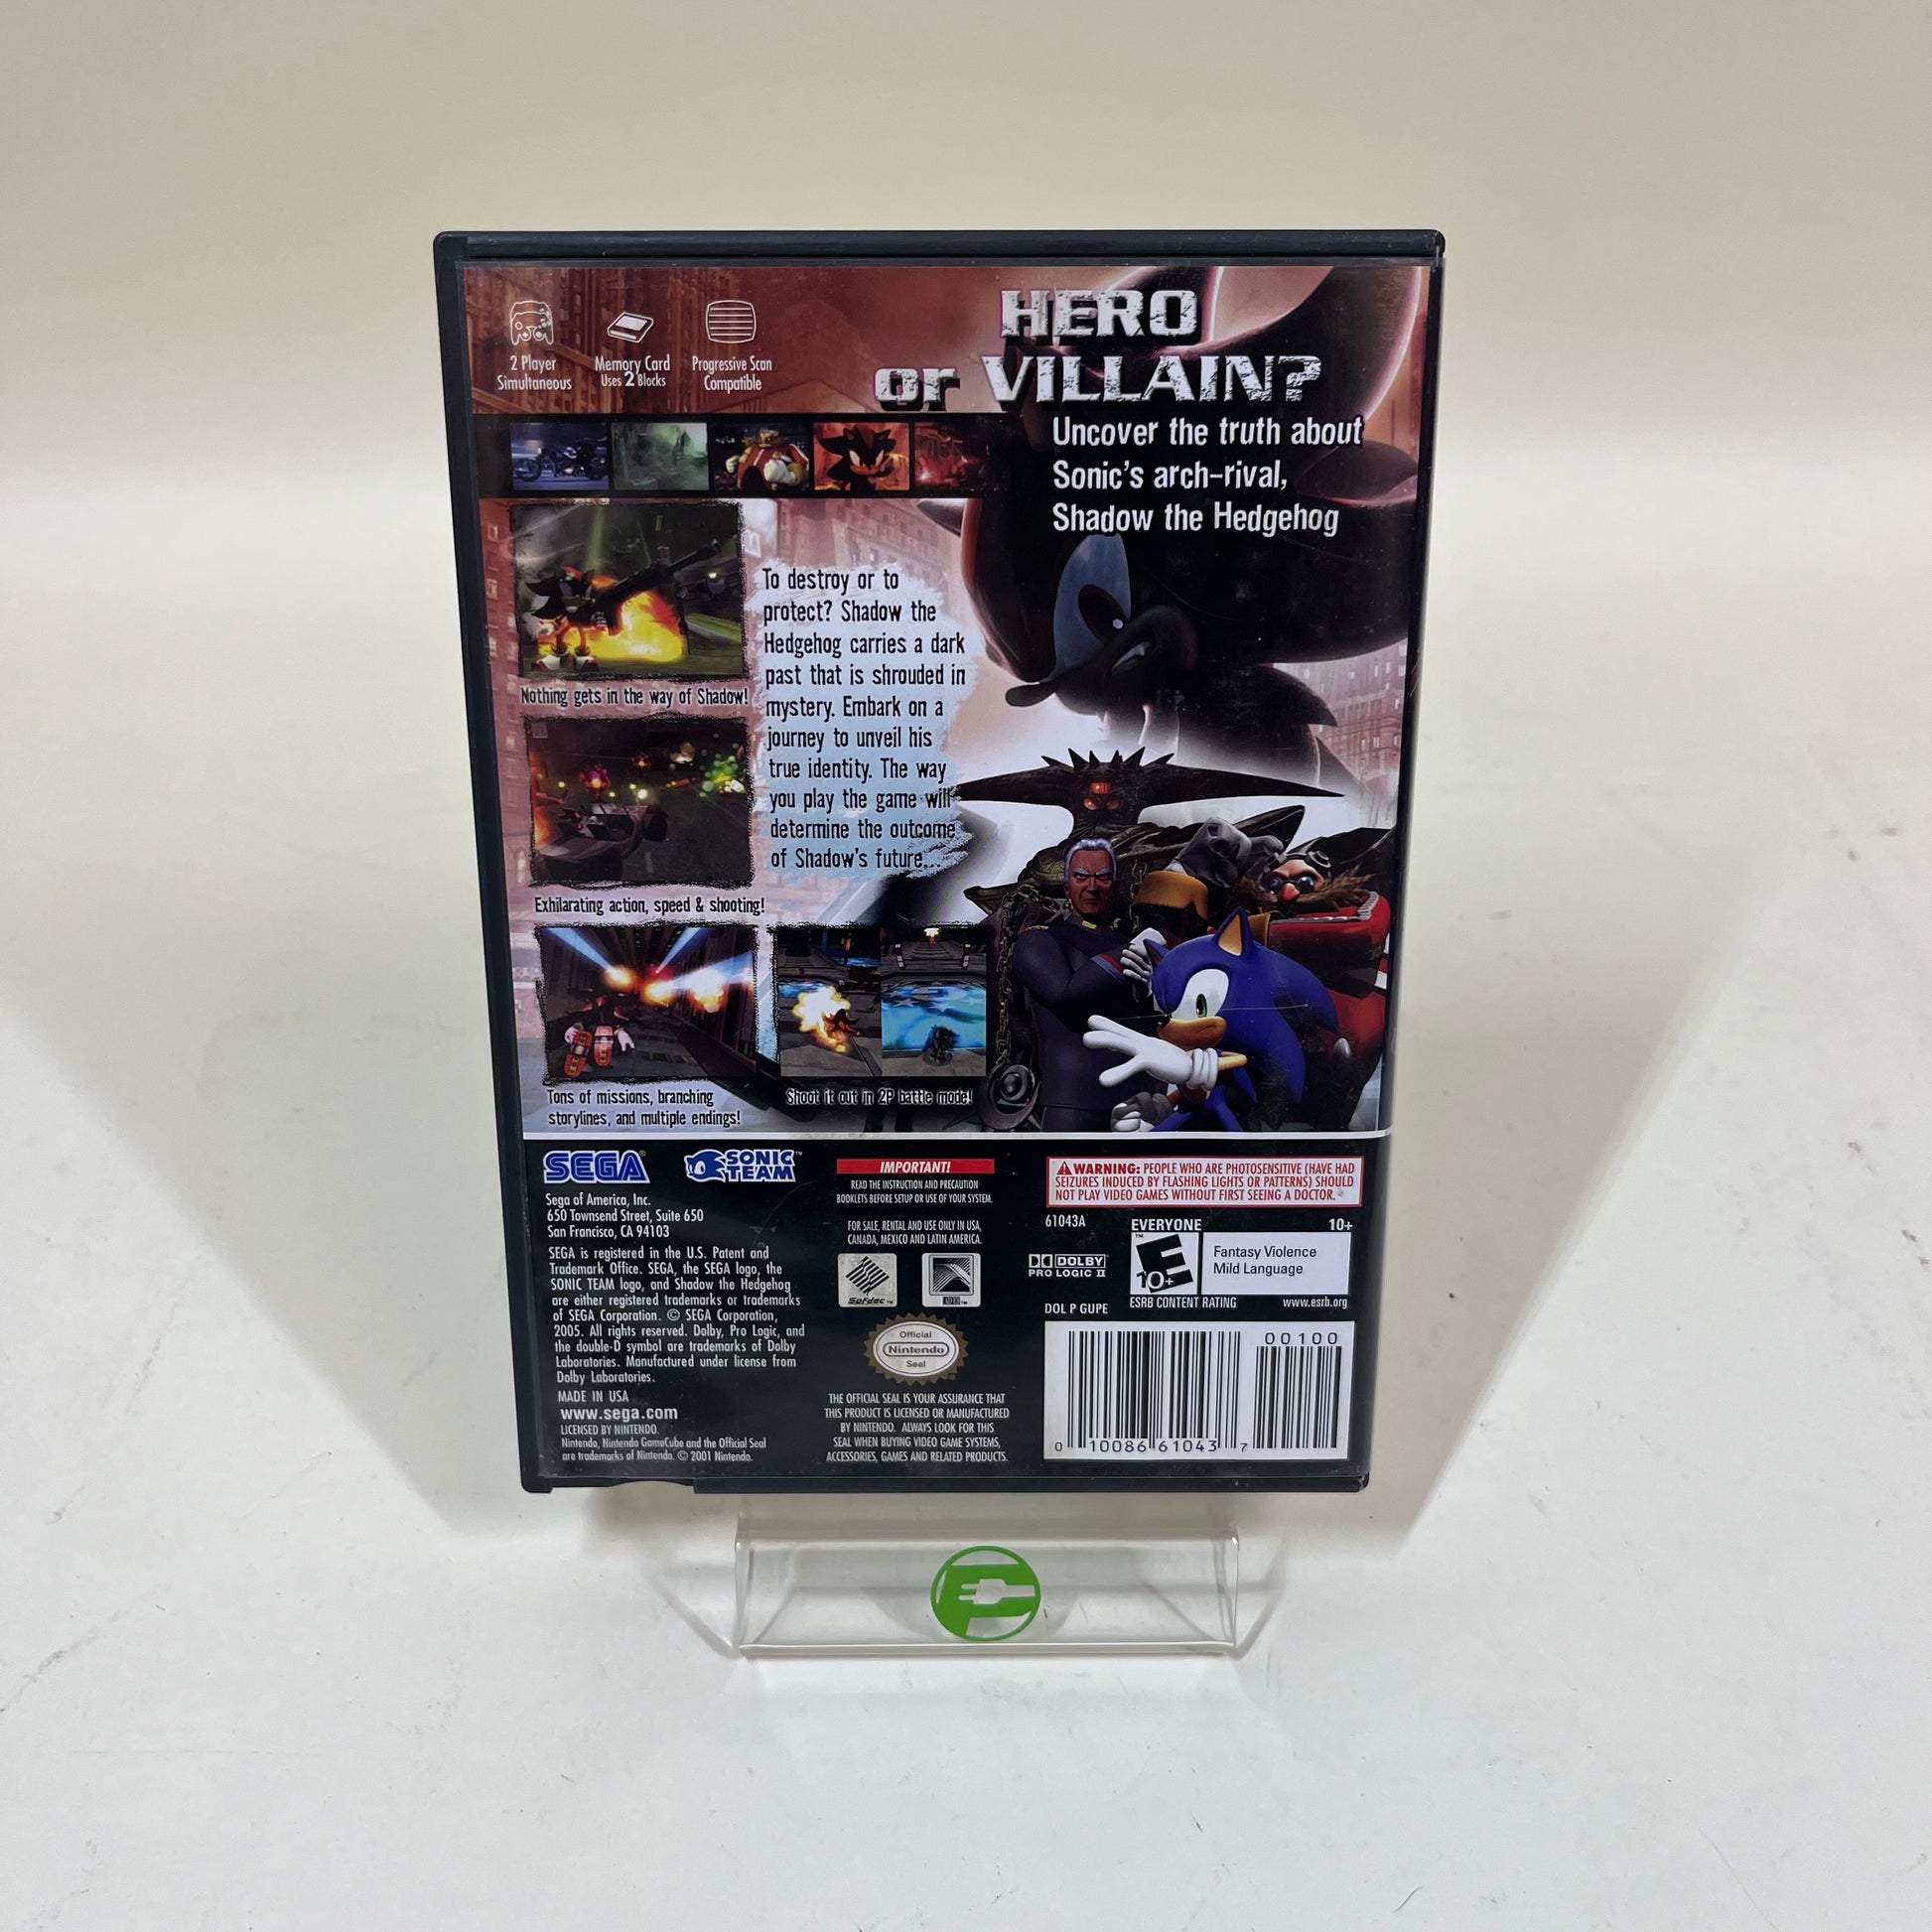 2 Player
Simultaneous
Memory Card
Uses 2 Blocks
Progressive Scan
Compatible
HERO
or VILLAIN?
Uncover the truth about
Sonic's arch-rival,
Shadow the Hedgehog
To destroy or to
protect? Shadow the
Hedgehog carries a dark
past that is shrouded in
mystery. Embark on a
journey to unveil his
true identity. The way
you play the game will
determine the outcome
of Shadow's future...
Nothing gets in the way of Shadow!
Exhilarating action, speed & shooting!
Tons of missions, branching
storylines, and multiple endings!
Shoot it out in 2P battle mode!
SEGA®
SONIC
TEAM™
Sega of America, Inc.
650 Townsend Street, Suite 650
San Francisco, CA 94103
SEGA is registered in the U.S. Patent and
Trademark Office. SEGA, the SEGA logo, the
SONIC TEAM logo, and Shadow the Hedgehog
are either registered trademarks or trademarks
of SEGA Corporation. © SEGA Corporation,
2005. All rights reserved. Dolby, Pro Logic, and
the double-D symbol are trademarks of Dolby
Laboratories. Manufactured under license from
Dolby Laboratories.
MADE IN USA
www.sega.com
LICENSED BY NINTENDO.
Nintendo, Nintendo GameCube and the Official Seal
are trademarks of Nintendo. © 2001 Nintendo.
IMPORTANT!
READ THE INSTRUCTION AND PRECAUTION
BOOKLETS BEFORE SETUP OR USE OF YOUR SYSTEM.
FOR SALE, RENTAL AND USE ONLY IN USA,
CANADA, MEXICO AND LATIN AMERICA.
Sofdec™
ADX™
Official
Nintendo
Seal
THE OFFICIAL SEAL IS YOUR ASSURANCE THAT
THIS PRODUCT IS LICENSED OR MANUFACTURED
BY NINTENDO. ALWAYS LOOK FOR THIS
SEAL WHEN BUYING VIDEO GAME SYSTEMS,
ACCESSORIES, GAMES AND RELATED PRODUCTS.
WARNING: PEOPLE WHO ARE PHOTOSENSITIVE (HAVE HAD
SEIZURES INDUCED BY FLASHING LIGHTS OR PATTERNS) SHOULD
NOT PLAY VIDEO GAMES WITHOUT FIRST SEEING A DOCTOR.
61043A
DOLBY
PRO LOGIC II
DOL P GUPE
EVERYONE 10+
E
10+
Fantasy Violence
Mild Language
ESRB CONTENT RATING www.esrb.org
00100
0 10086 61043 7